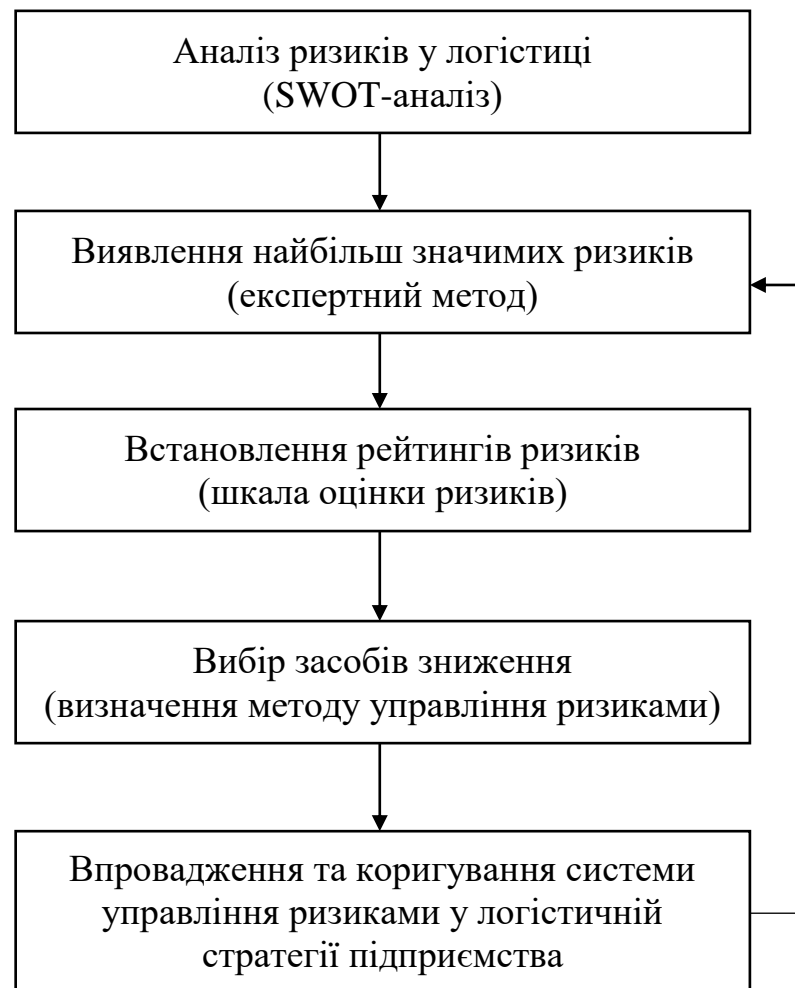 Аналіз ризиків у логістиці
(SWOT-аналіз)
Виявлення найбільш значимих ризиків
(експертний метод)
Встановлення рейтингів ризиків
(шкала оцінки ризиків)
Вибір засобів зниження
(визначення методу управління ризиками)
Впровадження та коригування системи
управління ризиками у логістичній
стратегії підприємства